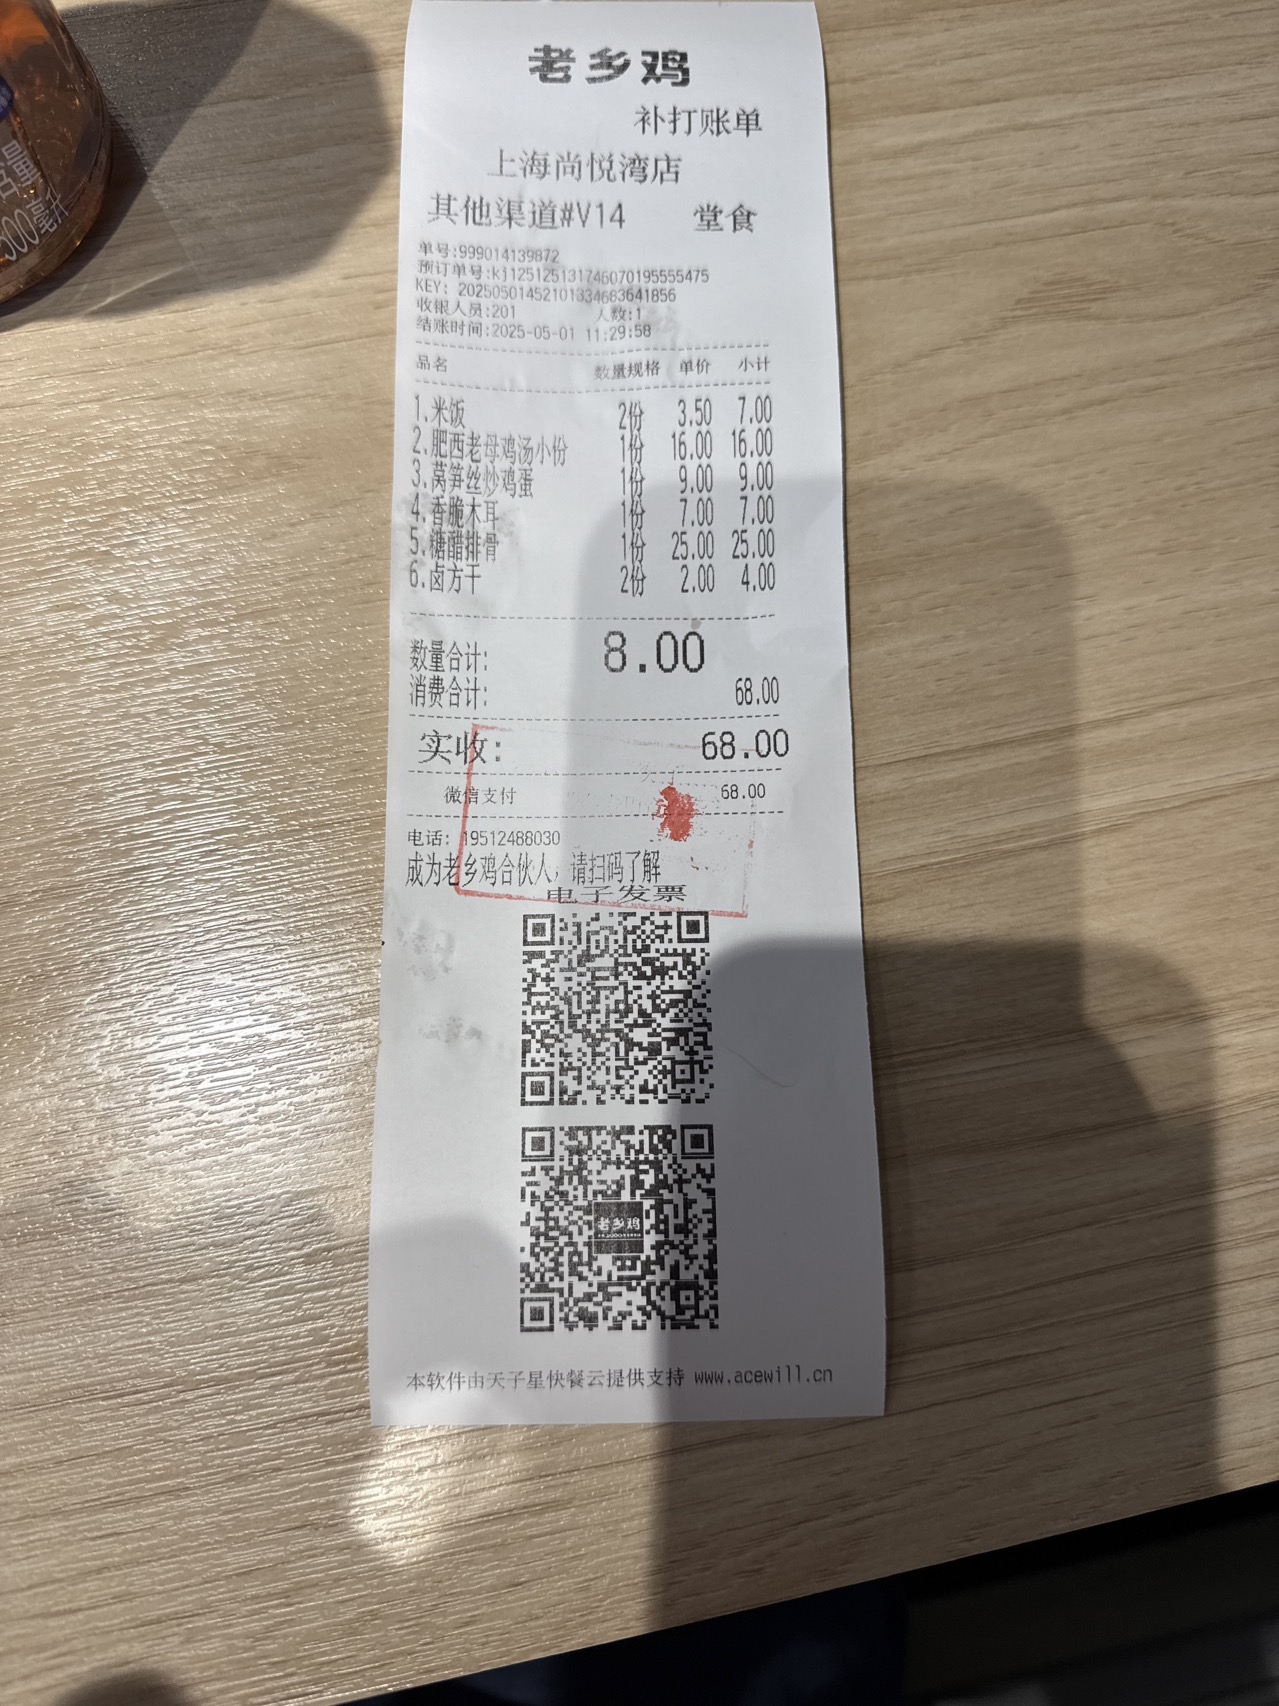 老乡鸡
补打账单
上海尚悦湾店
其他渠道#V14 堂食
单号:999014139872
预订单号:kj12512513174607019555475
KEY: 20250501452101334683641856
收银人员:201 人数:1
结账时间:2025-05-01 11:29:58
品名 数量规格 单价 小计
1.米饭 2份 3.50 7.00
2.肥西老母鸡汤小份 1份 16.00 16.00
3.莴笋丝炒鸡蛋 1份 9.00 9.00
4.香脆木耳 1份 7.00 7.00
5.糖醋排骨 1份 25.00 25.00
6.卤方干 2份 2.00 4.00
数量合计: 8.00
消费合计: 68.00
实收: 68.00
微信支付 68.00
电话: 19512488030
成为老乡鸡合伙人，请扫码了解
电子发票
老乡鸡
本软件由天子星快餐云提供支持 www.acewill.cn
500毫升